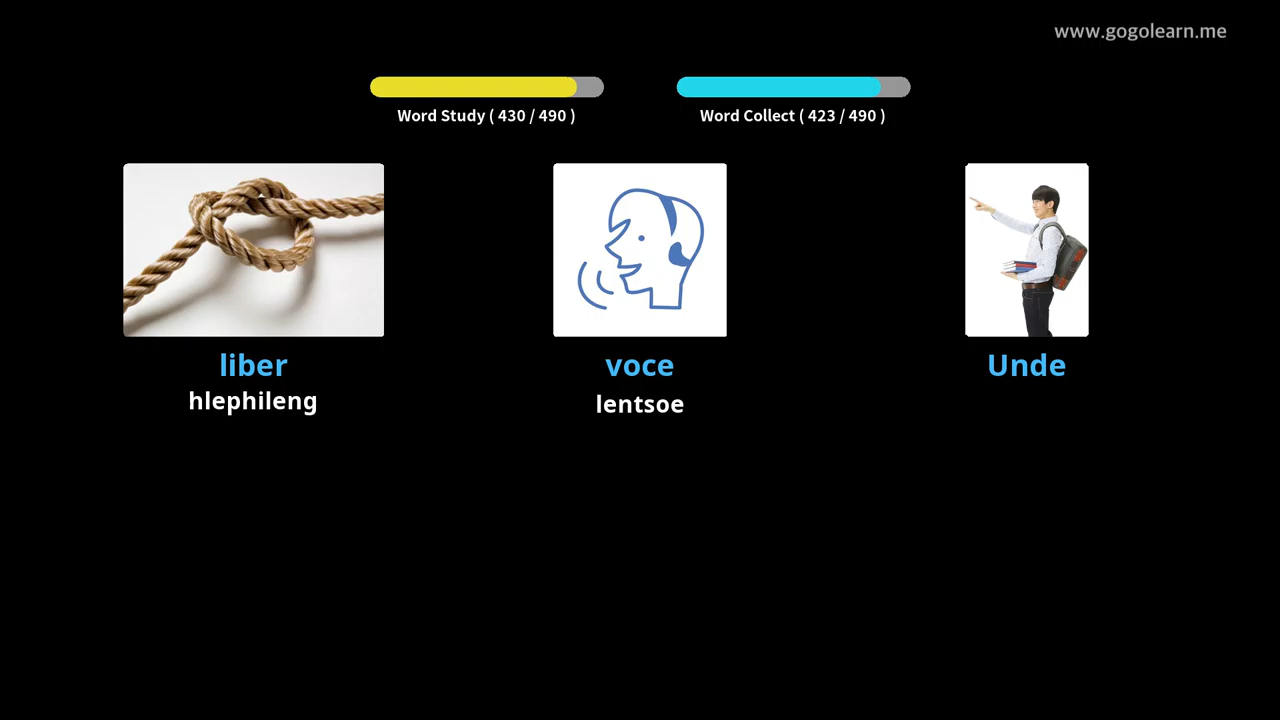 www.gogolearn.me
Word Study ( 430 / 490 )
Word Collect ( 423 / 490 )
liber
hlephileng
voce
lentsoe
Unde